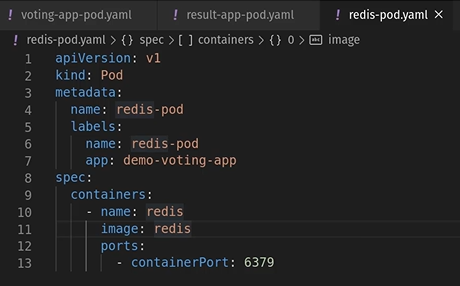 ! voting-app-pod.yaml ! result-app-pod.yaml ! redis-pod.yaml ×
! redis-pod.yaml > {} spec > [ ] containers > {} 0 > abc image
1 apiVersion: v1
2 kind: Pod
3 metadata:
4   name: redis-pod
5   labels:
6     name: redis-pod
7     app: demo-voting-app
8 spec:
9   containers:
10     - name: redis
11       image: redis
12       ports:
13         - containerPort: 6379